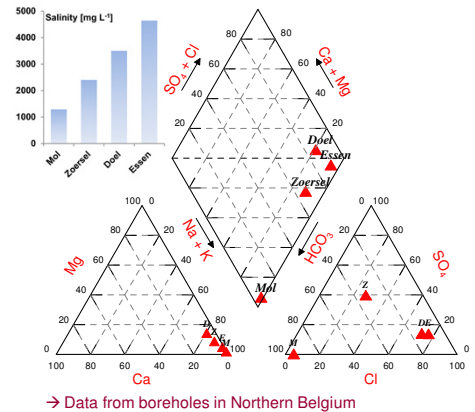 Salinity [mg L⁻¹]
5000
4000
3000
2000
1000
0
Mol
Zoersel
Doel
Essen
80 80
60 60
40 40
20 20
SO₄ + Cl
Ca + Mg
Doel
Essen
Zoersel
Mol
Na + K
HCO₃
100 0
80 20
60 40
40 60
20 80
0 100
Mg
D
Z
E
M
100 80 60 40 20 0
Ca
100 0
80 20
60 40
40 60
20 80
0 100
SO₄
Z
D E
M
0 20 40 60 80 100
Cl
→ Data from boreholes in Northern Belgium